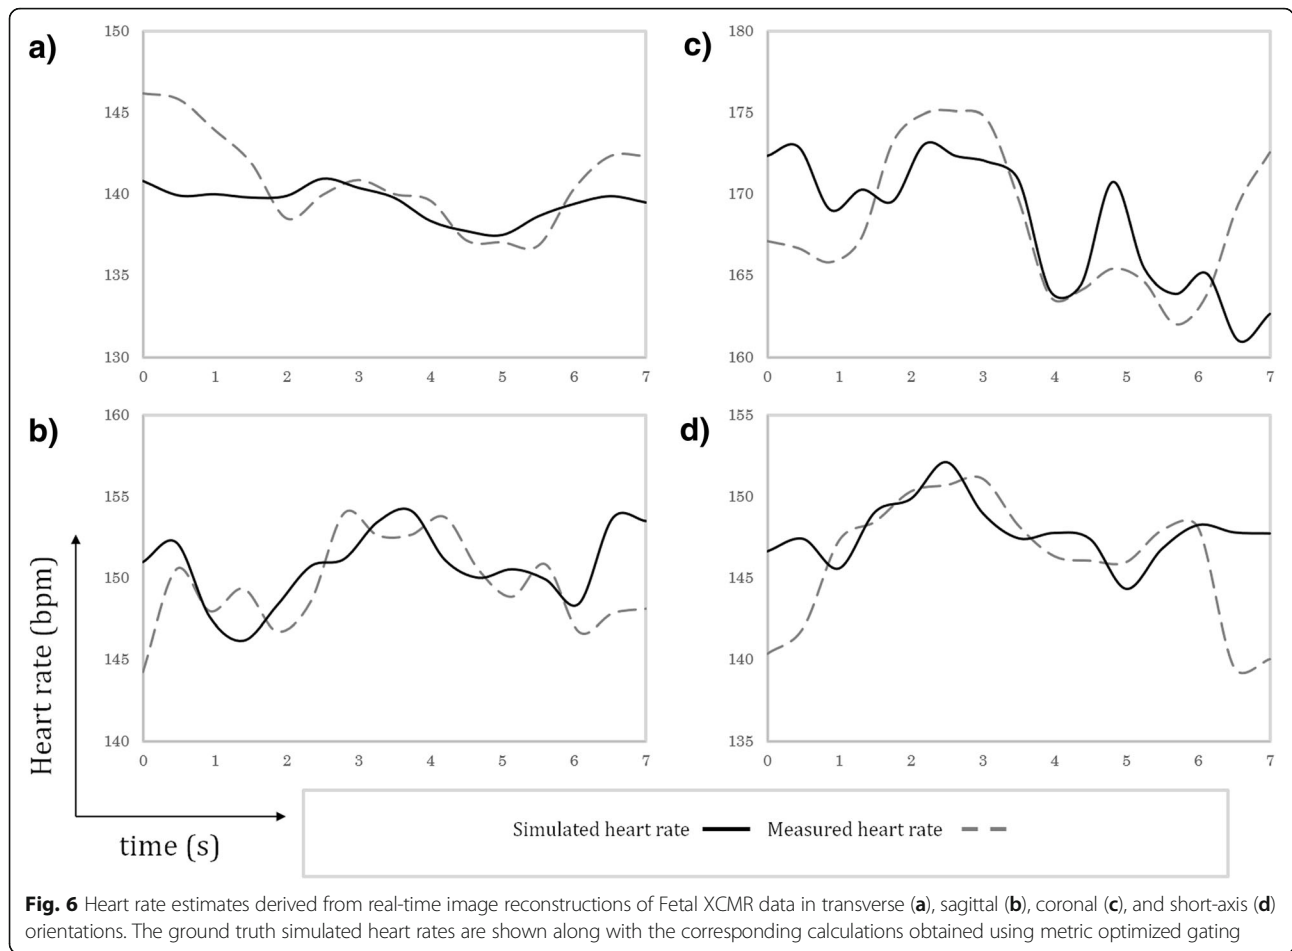 a)
150
145
140
135
130
0 1 2 3 4 5 6 7
c)
180
175
170
165
160
0 1 2 3 4 5 6 7
b)
160
155
150
145
140
0 1 2 3 4 5 6 7
d)
155
150
145
140
135
0 1 2 3 4 5 6 7
Heart rate (bpm)
time (s)
Simulated heart rate Measured heart rate
Fig. 6 Heart rate estimates derived from real-time image reconstructions of Fetal XCMR data in transverse (a), sagittal (b), coronal (c), and short-axis (d)
orientations. The ground truth simulated heart rates are shown along with the corresponding calculations obtained using metric optimized gating